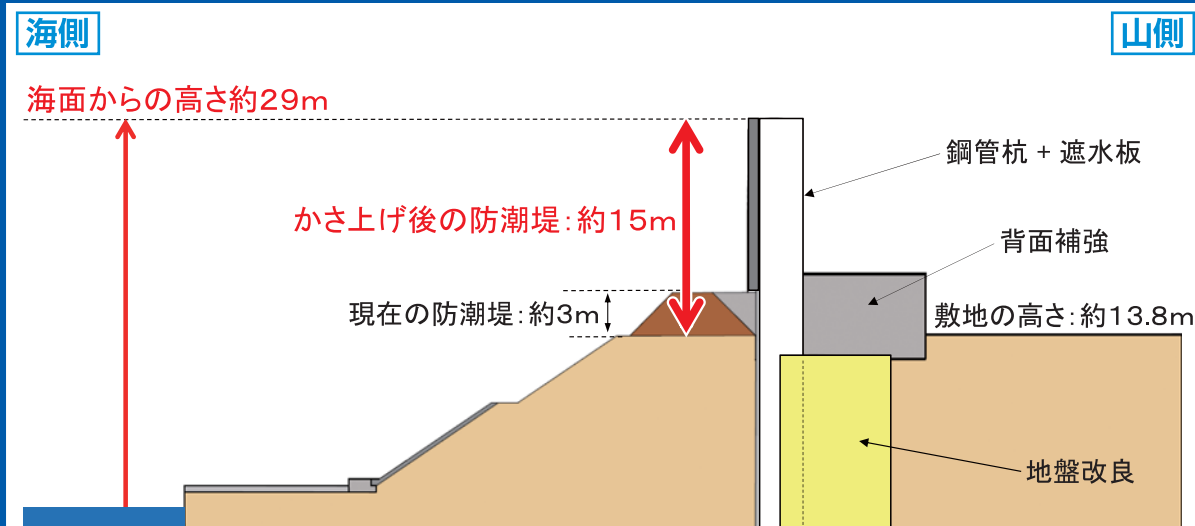 海側
山側
海面からの高さ約29m
鋼管杭 + 遮水板
かさ上げ後の防潮堤：約15m
背面補強
現在の防潮堤：約3m
敷地の高さ：約13.8m
地盤改良